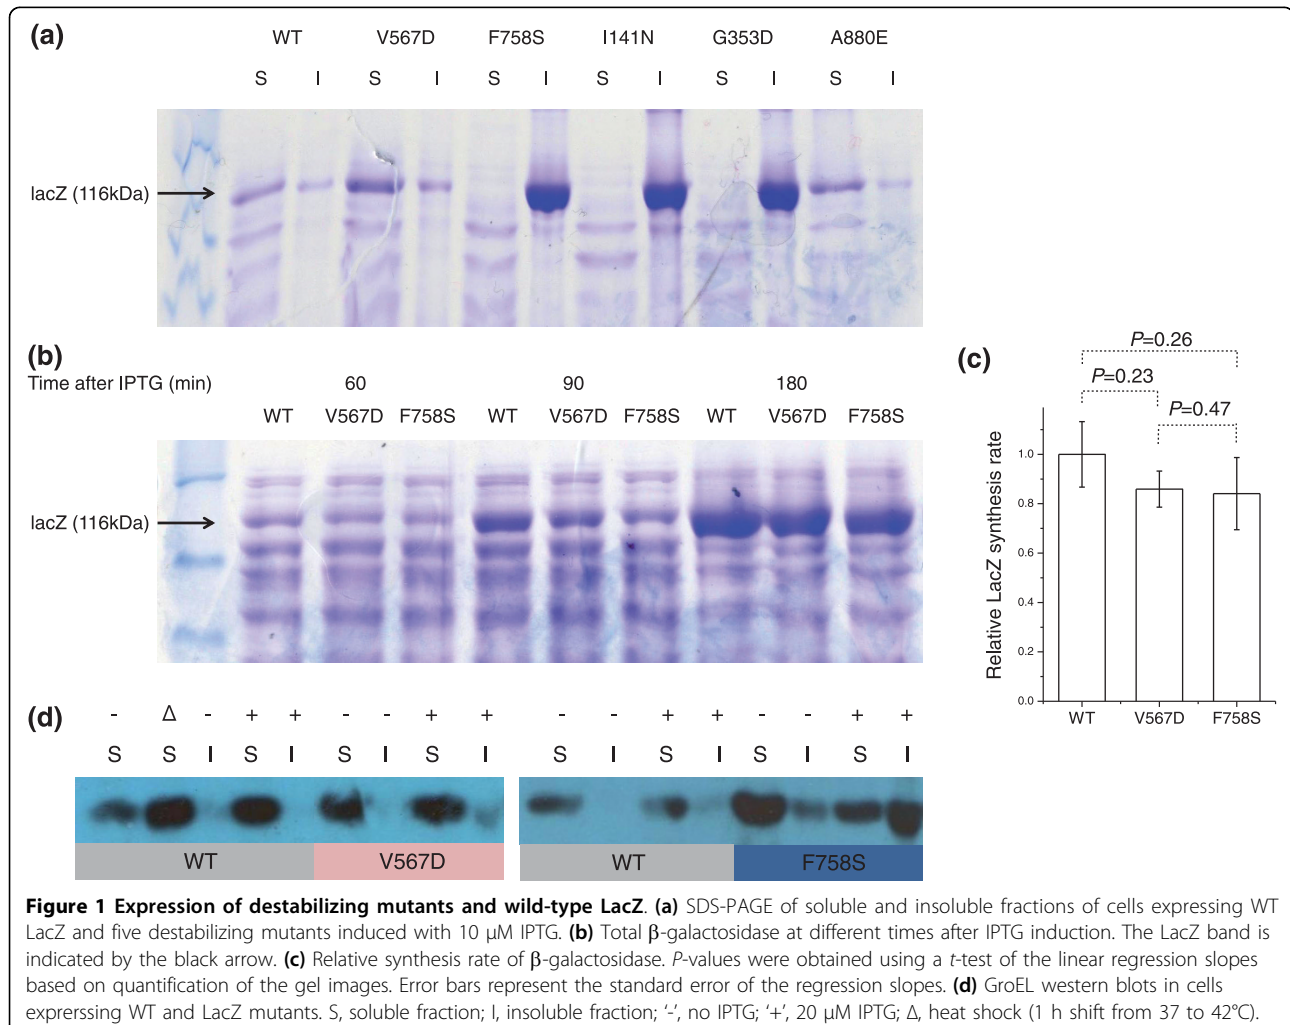 (a)
WT V567D F758S I141N G353D A880E
S I S I S I S I S I S I
lacZ (116kDa)
(b)
Time after IPTG (min) 60 90 180
WT V567D F758S WT V567D F758S WT V567D F758S
lacZ (116kDa)
(c)
P=0.26
P=0.23
P=0.47
Relative LacZ synthesis rate
1.0
0.8
0.6
0.4
0.2
0.0
WT V567D F758S
(d)
- Δ - + + - - + + - - + + - - + +
S S I S I S I S I S I S I S I S I
WT V567D WT F758S
Figure 1 Expression of destabilizing mutants and wild-type LacZ. (a) SDS-PAGE of soluble and insoluble fractions of cells expressing WT
LacZ and five destabilizing mutants induced with 10 μM IPTG. (b) Total β-galactosidase at different times after IPTG induction. The LacZ band is
indicated by the black arrow. (c) Relative synthesis rate of β-galactosidase. P-values were obtained using a t-test of the linear regression slopes
based on quantification of the gel images. Error bars represent the standard error of the regression slopes. (d) GroEL western blots in cells
experssing WT and LacZ mutants. S, soluble fraction; I, insoluble fraction; ‘-’, no IPTG; ‘+’, 20 μM IPTG; Δ, heat shock (1 h shift from 37 to 42°C).